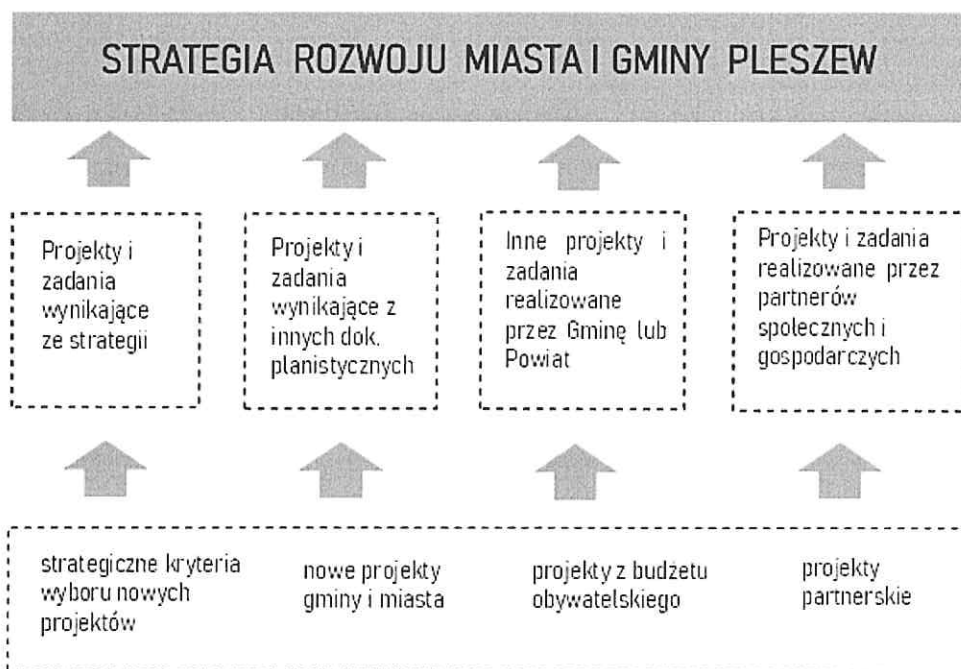 STRATEGIA ROZWOJU MIASTA I GMINY PLESZEW
Projekty i
zadania
wynikające
ze strategii
Projekty i
zadania
wynikające z
innych dok.
planistycznych
Inne projekty i
zadania
realizowane
przez Gminę lub
Powiat
Projekty i zadania
realizowane przez
partnerów
społecznych i
gospodarczych
strategiczne kryteria
wyboru nowych
projektów
nowe projekty
gminy i miasta
projekty z budżetu
obywatelskiego
projekty
partnerskie